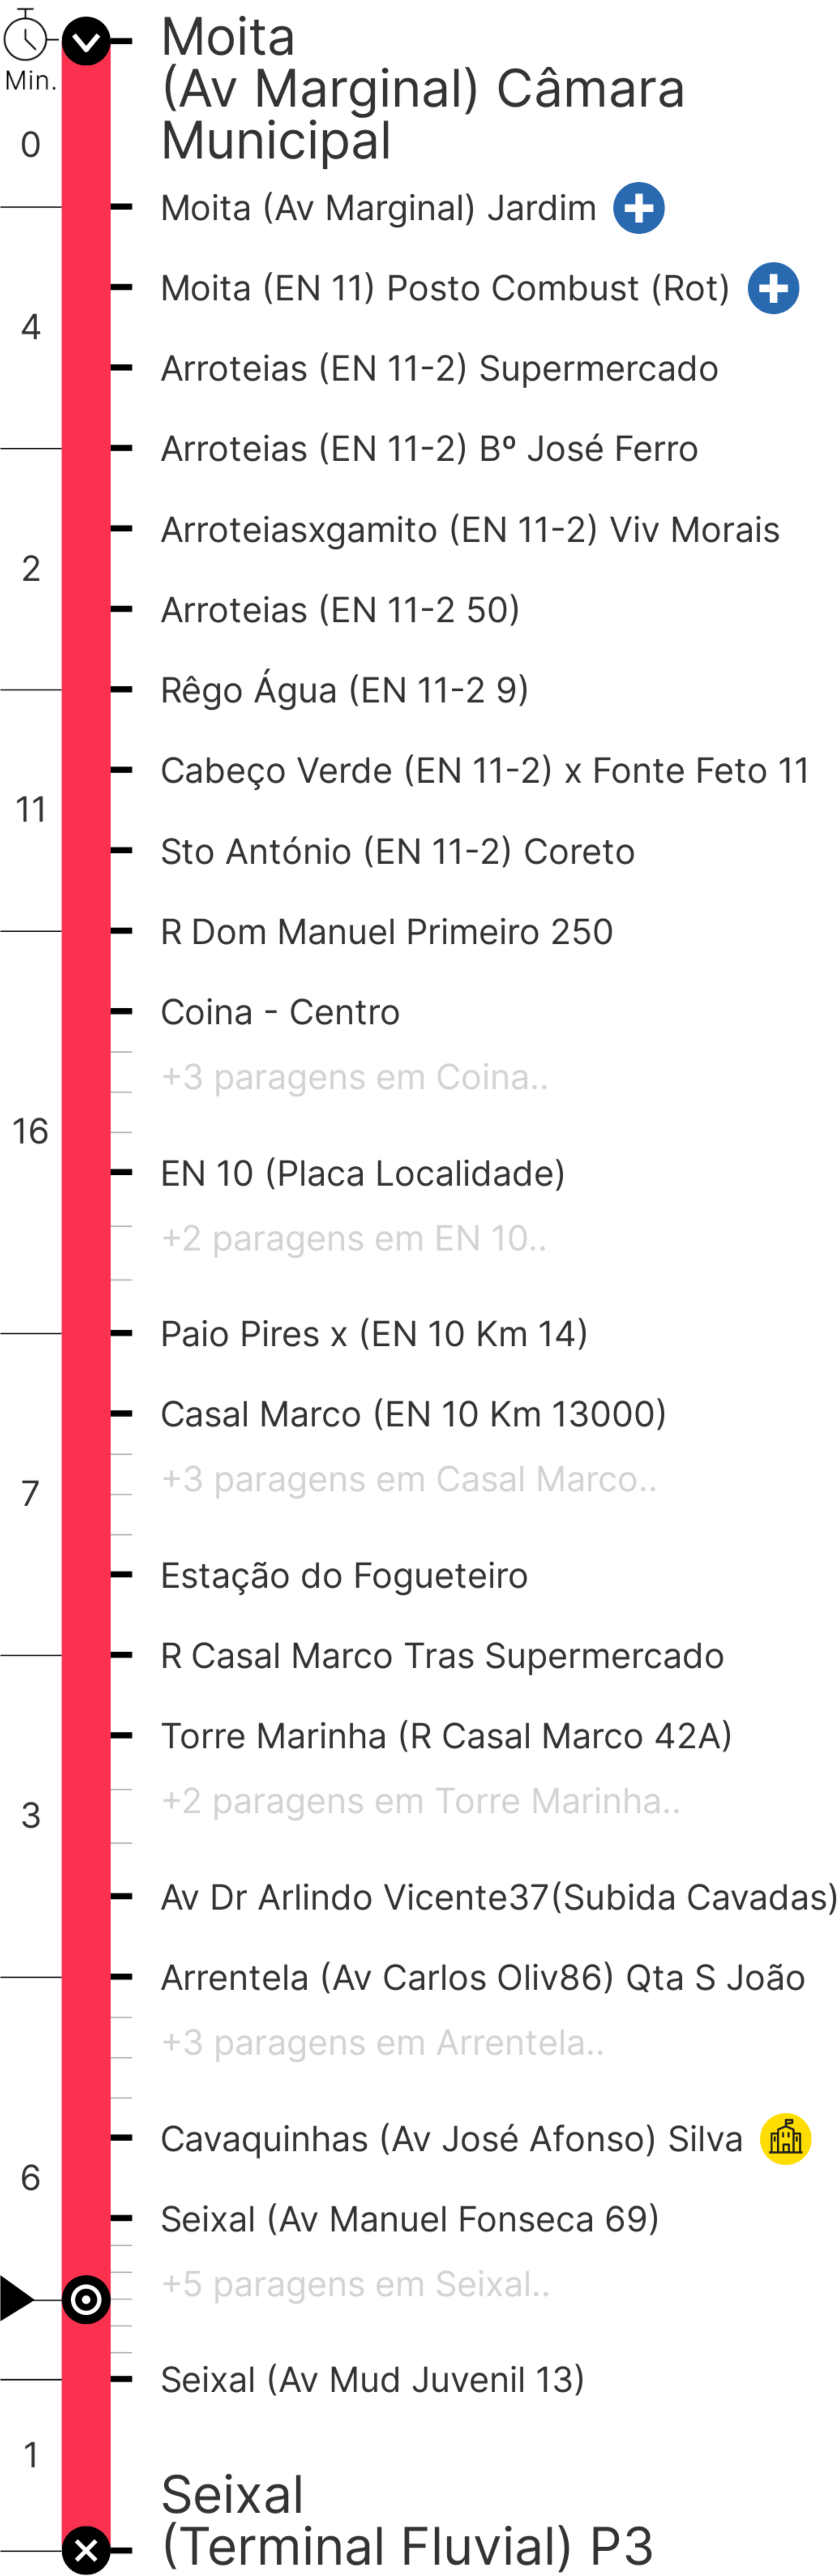 Moita
(Av Marginal) Câmara
Municipal
Min.
0
Moita (Av Marginal) Jardim
Moita (EN 11) Posto Combust (Rot)
4
Arroteias (EN 11-2) Supermercado
Arroteias (EN 11-2) Bº José Ferro
Arroteiasxgamito (EN 11-2) Viv Morais
2
Arroteias (EN 11-2 50)
Rêgo Água (EN 11-2 9)
Cabeço Verde (EN 11-2) x Fonte Feto 11
11
Sto António (EN 11-2) Coreto
R Dom Manuel Primeiro 250
Coina - Centro
+3 paragens em Coina..
16
EN 10 (Placa Localidade)
+2 paragens em EN 10..
Paio Pires x (EN 10 Km 14)
Casal Marco (EN 10 Km 13000)
+3 paragens em Casal Marco..
7
Estação do Fogueteiro
R Casal Marco Tras Supermercado
Torre Marinha (R Casal Marco 42A)
+2 paragens em Torre Marinha..
3
Av Dr Arlindo Vicente37(Subida Cavadas)
Arrentela (Av Carlos Oliv86) Qta S João
+3 paragens em Arrentela..
Cavaquinhas (Av José Afonso) Silva
6
Seixal (Av Manuel Fonseca 69)
+5 paragens em Seixal..
Seixal (Av Mud Juvenil 13)
1
Seixal
(Terminal Fluvial) P3